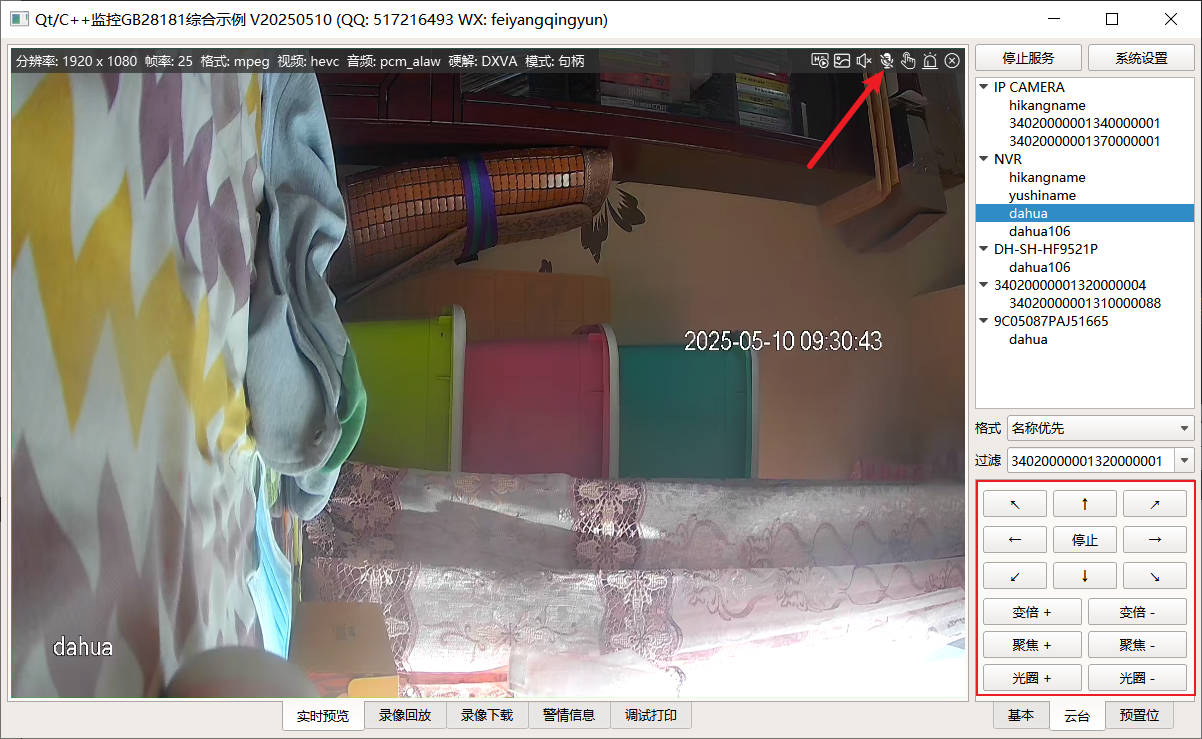 Qt/C++监控GB28181综合示例 V20250510 (QQ: 517216493 WX: feiyangqingyun)
分辨率: 1920 x 1080 帧率: 25 格式: mpeg 视频: hevc 音频: pcm_alaw 硬解: DXVA 模式: 句柄
停止服务 系统设置
IP CAMERA
hikangname
34020000001340000001
34020000001370000001
NVR
hikangname
yushiname
dahua
dahua106
DH-SH-HF9521P
dahua106
34020000001320000004
34020000001310000088
9C05087PAJ51665
dahua
2025-05-10 09:30:43
dahua
格式 名称优先
过滤 34020000001320000001
↖ ↑ ↗
← 停止 →
↙ ↓ ↘
变倍 + 变倍 -
聚焦 + 聚焦 -
光圈 + 光圈 -
实时预览 录像回放 录像下载 警情信息 调试打印
基本 云台 预置位